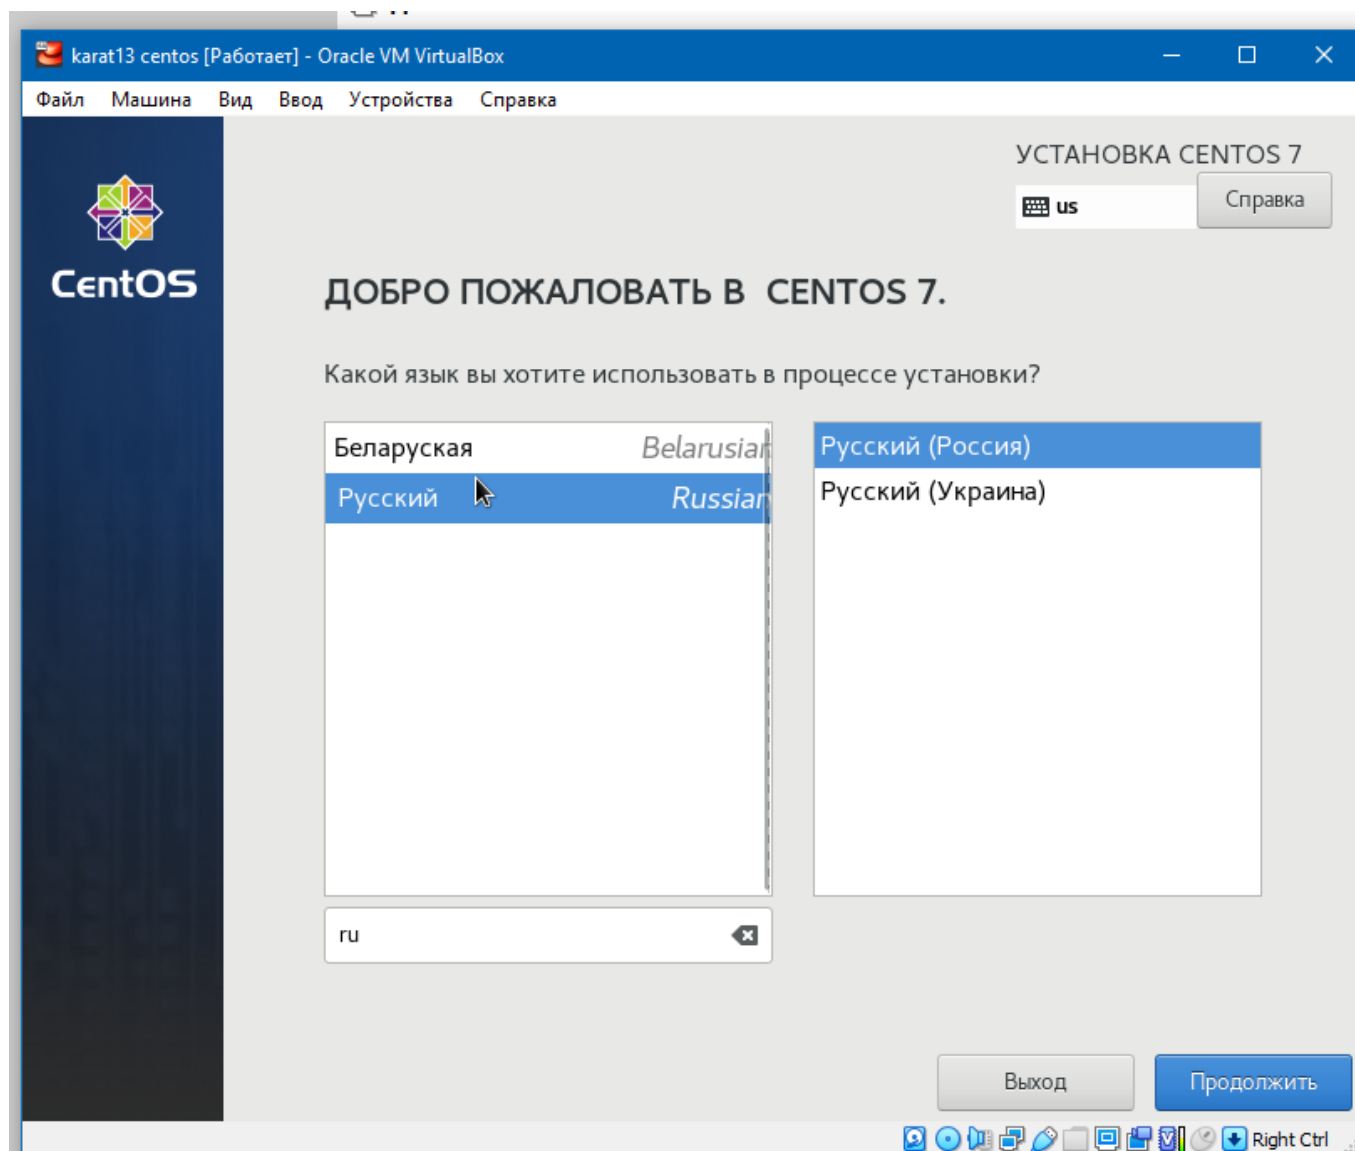 karat13 centos [Работает] - Oracle VM VirtualBox
Файл Машина Вид Ввод Устройства Справка
УСТАНОВКА CENTOS 7
us Справка
CentOS
ДОБРО ПОЖАЛОВАТЬ В CENTOS 7.
Какой язык вы хотите использовать в процессе установки?
Беларуская Belarusian
Русский Russian
Русский (Россия)
Русский (Украина)
ru
Выход Продолжить
Right Ctrl